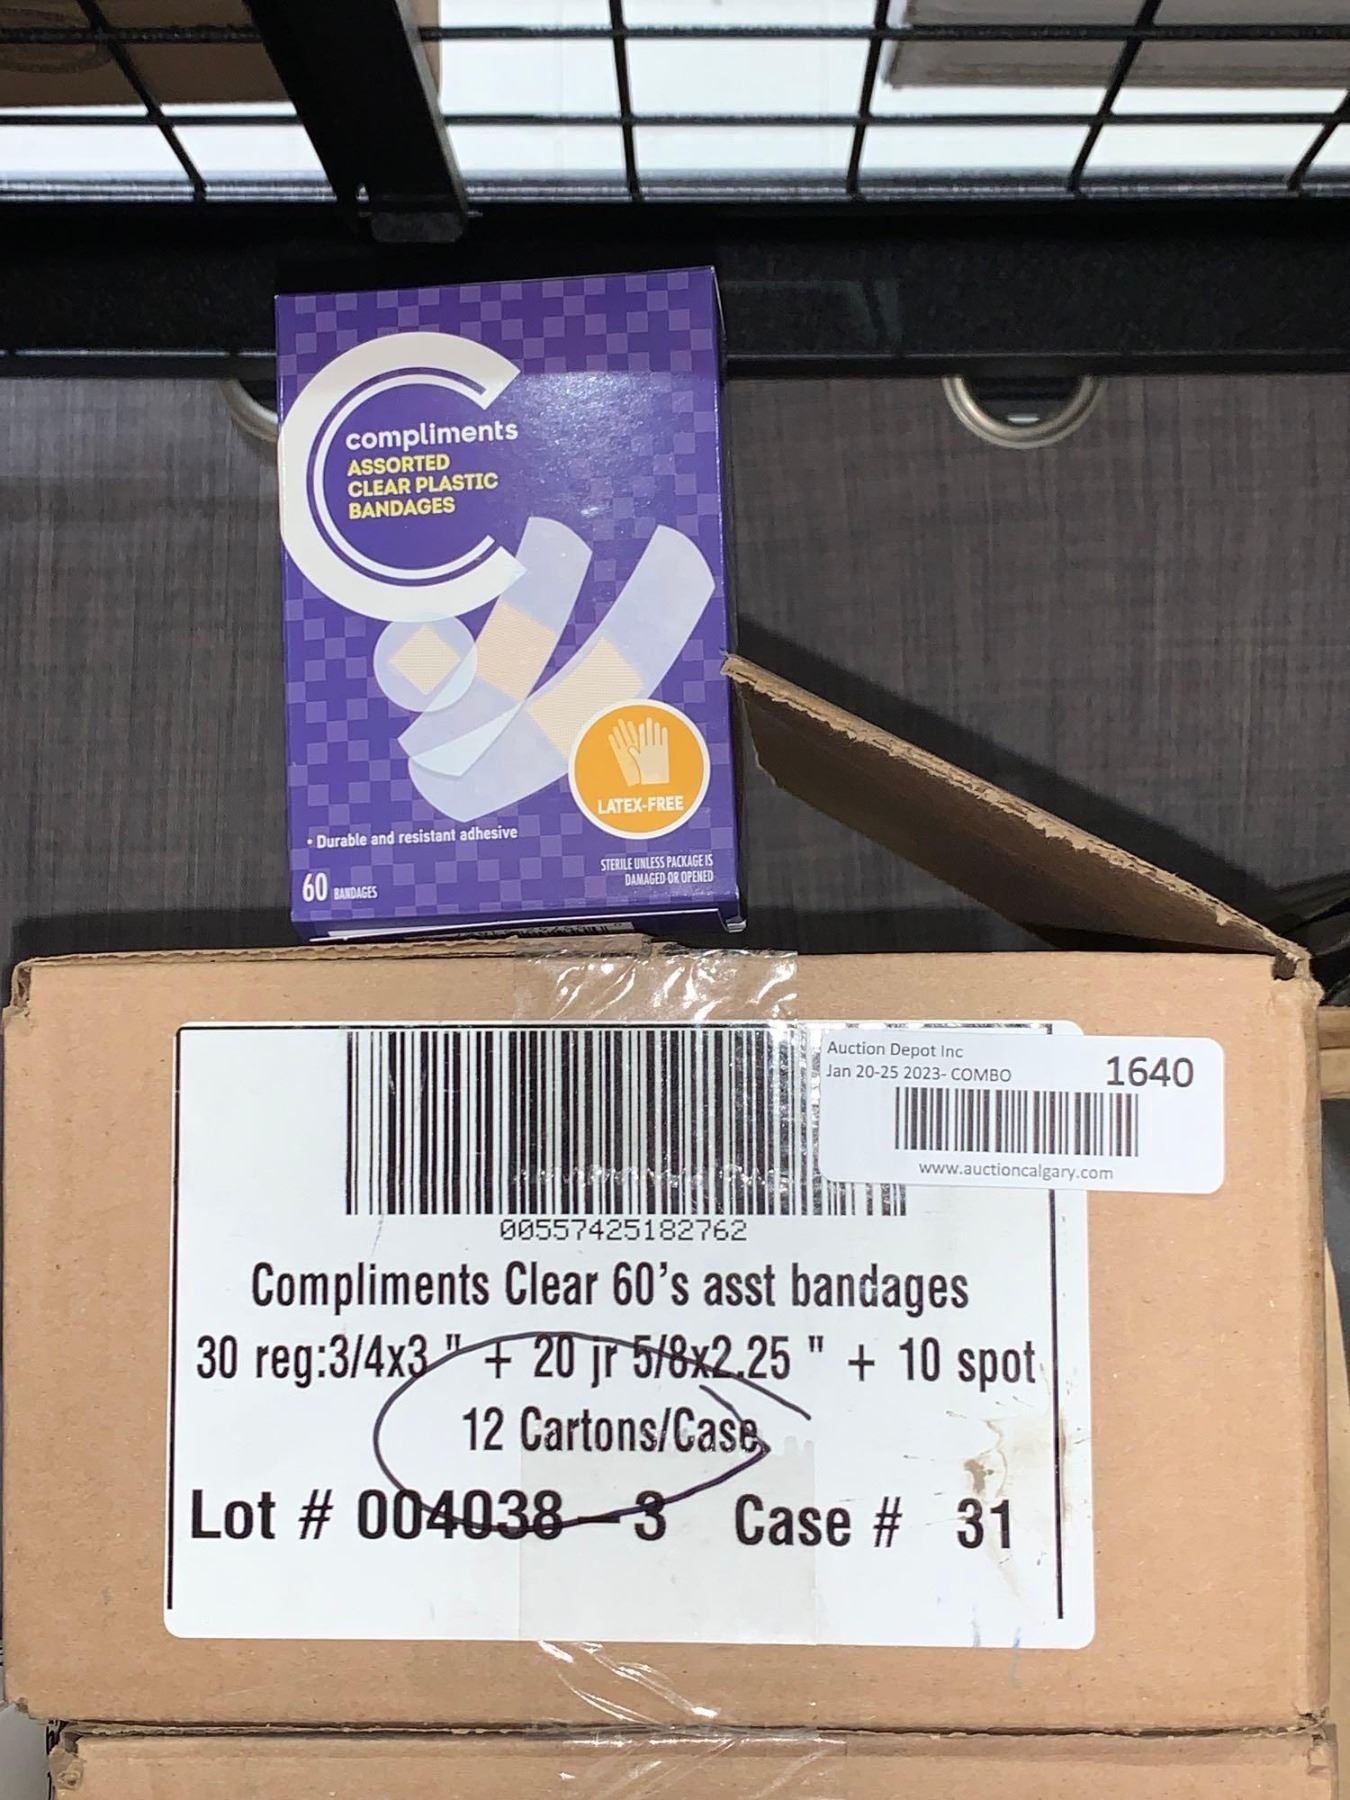 compliments
ASSORTED
CLEAR PLASTIC
BANDAGES
LATEX-FREE
• Durable and resistant adhesive
STERILE UNLESS PACKAGE IS
DAMAGED OR OPENED
60 BANDAGES
Auction Depot Inc
Jan 20-25 2023- COMBO
1640
www.auctioncalgary.com
00557425182762
Compliments Clear 60's asst bandages
30 reg:3/4x3 " + 20 jr 5/8x2.25 " + 10 spot
12 Cartons/Case
Lot # 004038-3 Case # 31